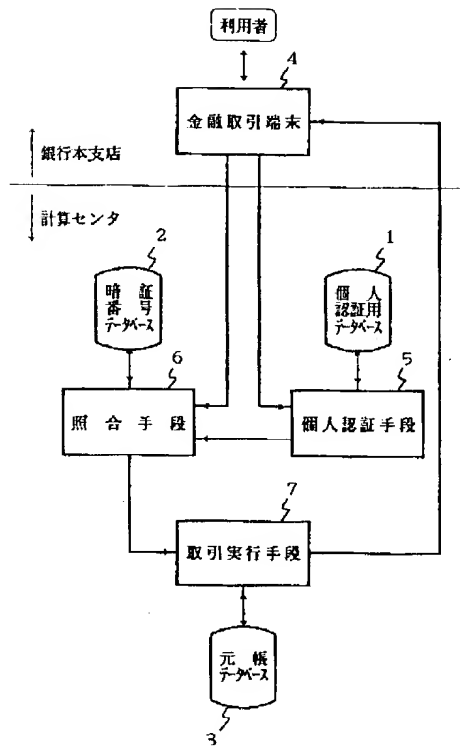 利用者
4
金融取引端末
銀行本支店
計算センタ
2
1
暗証
番号
データベース
個人
認証用
データベース
6
5
照合手段
個人認証手段
7
取引実行手段
元帳
データベース
3